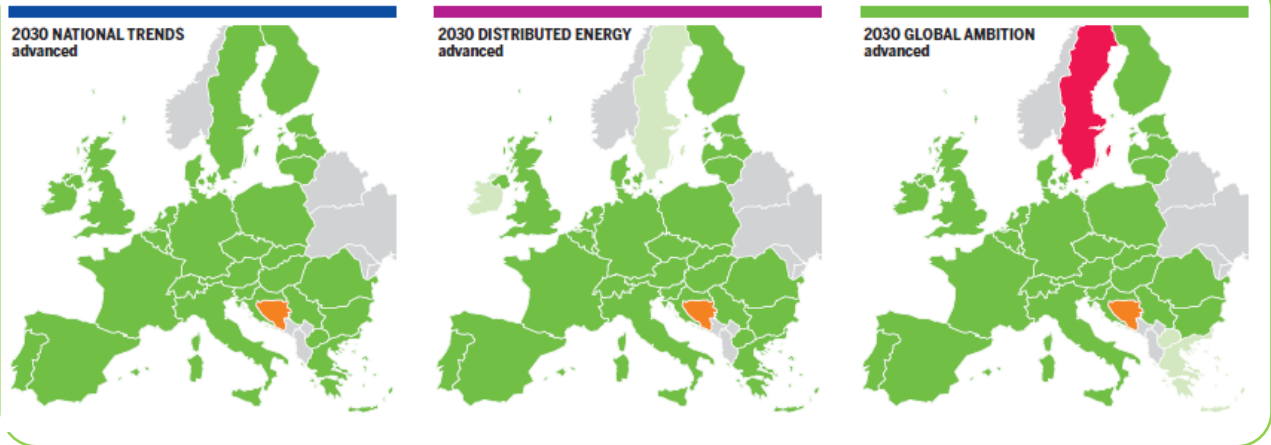 2030 NATIONAL TRENDS
advanced
2030 DISTRIBUTED ENERGY
advanced
2030 GLOBAL AMBITION
advanced